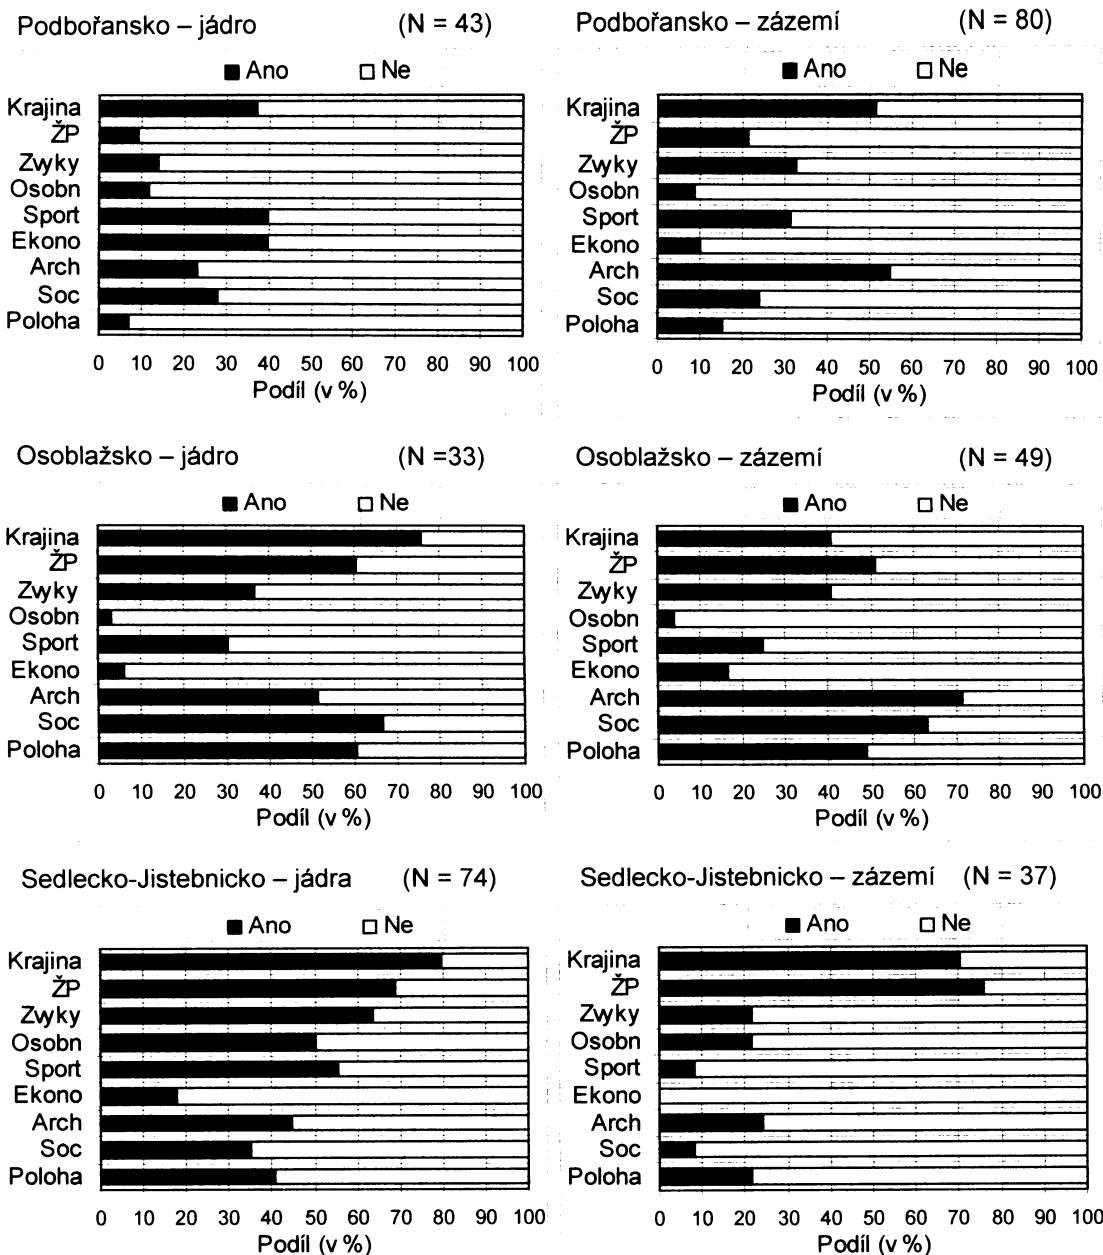 Podbořansko – jádro (N = 43)
Ano Ne
Krajina
ŽP
Zwyky
Osobn
Sport
Ekono
Arch
Soc
Poloha
0 10 20 30 40 50 60 70 80 90 100
Podíl (v %)
Podbořansko – zázemí (N = 80)
Ano Ne
Krajina
ŽP
Zwyky
Osobn
Sport
Ekono
Arch
Soc
Poloha
0 10 20 30 40 50 60 70 80 90 100
Podíl (v %)
Osoblažsko – jádro (N =33)
Ano Ne
Krajina
ŽP
Zwyky
Osobn
Sport
Ekono
Arch
Soc
Poloha
0 10 20 30 40 50 60 70 80 90 100
Podíl (v %)
Osoblažsko – zázemí (N = 49)
Ano Ne
Krajina
ŽP
Zwyky
Osobn
Sport
Ekono
Arch
Soc
Poloha
0 10 20 30 40 50 60 70 80 90 100
Podíl (v %)
Sedlecko-Jistebnicko – jádra (N = 74)
Ano Ne
Krajina
ŽP
Zwyky
Osobn
Sport
Ekono
Arch
Soc
Poloha
0 10 20 30 40 50 60 70 80 90 100
Podíl (v %)
Sedlecko-Jistebnicko – zázemí (N = 37)
Ano Ne
Krajina
ŽP
Zwyky
Osobn
Sport
Ekono
Arch
Soc
Poloha
0 10 20 30 40 50 60 70 80 90 100
Podíl (v %)